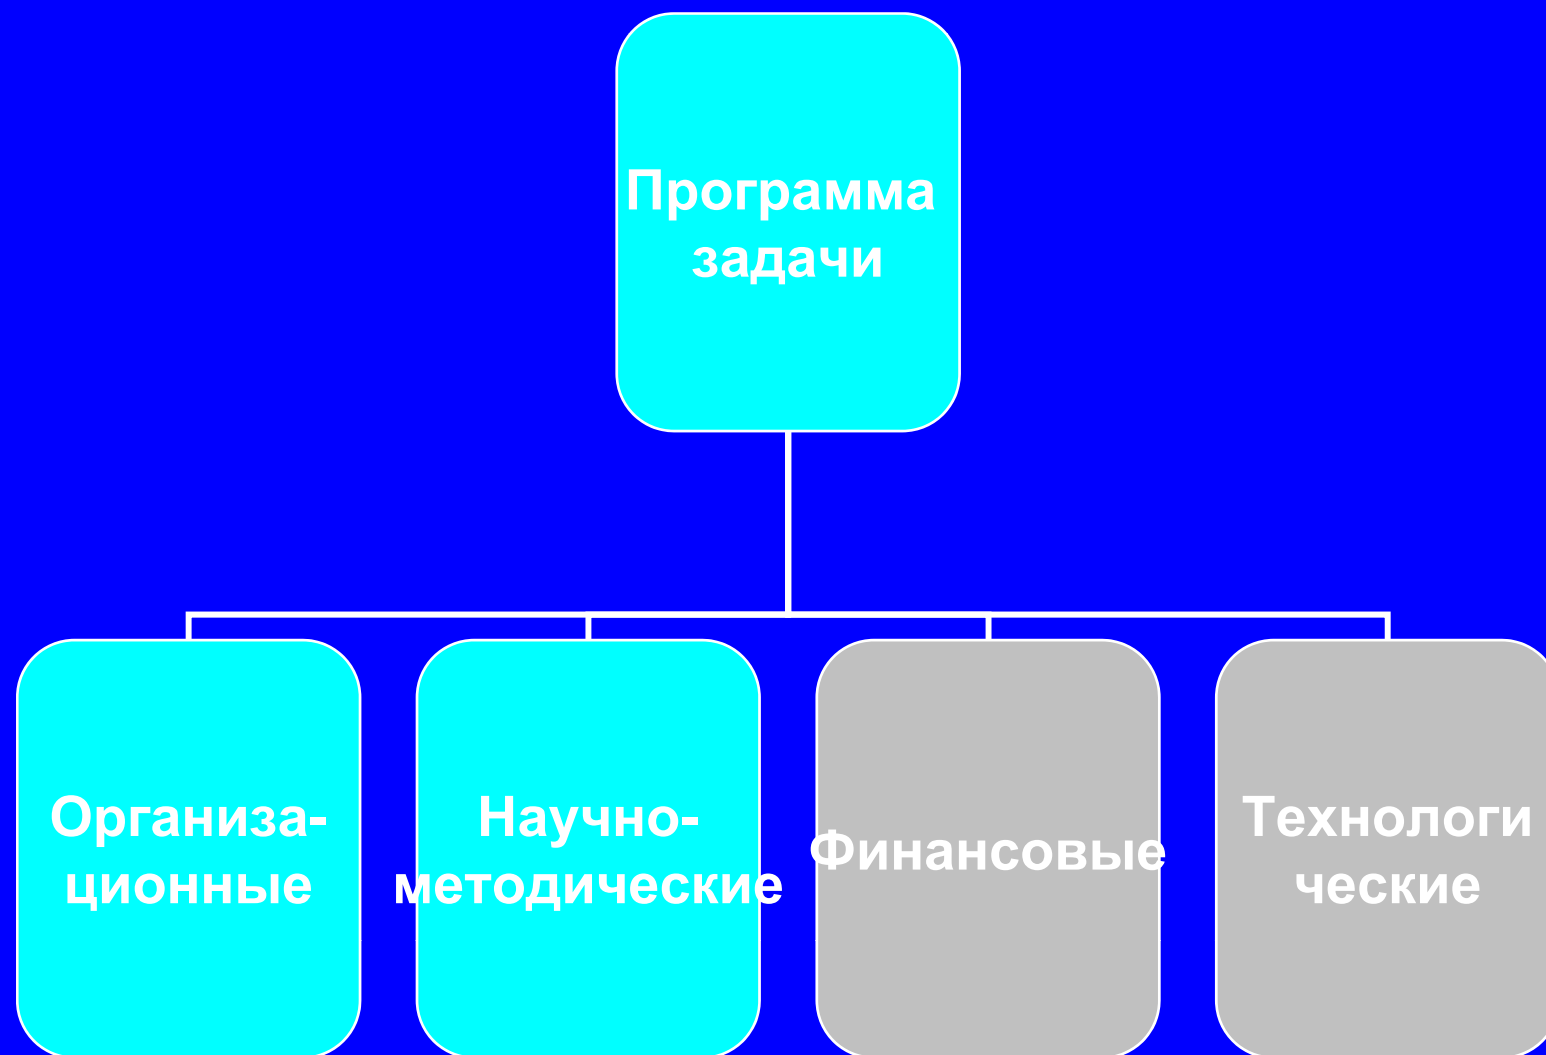 Программа
задачи
Организа-
ционные
Научно-
методические
Финансовые
Технологи
ческие